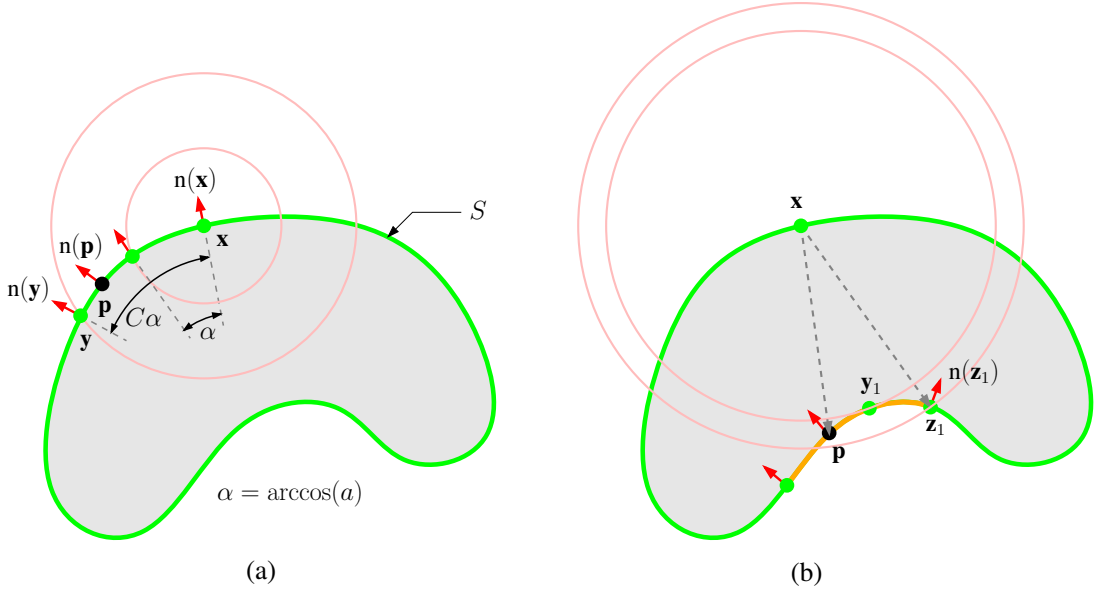 n(x)
S
x
n(p)
n(y)
p
y
Cα
α
α = arccos(a)
(a)
x
y₁
n(z₁)
z₁
p
(b)